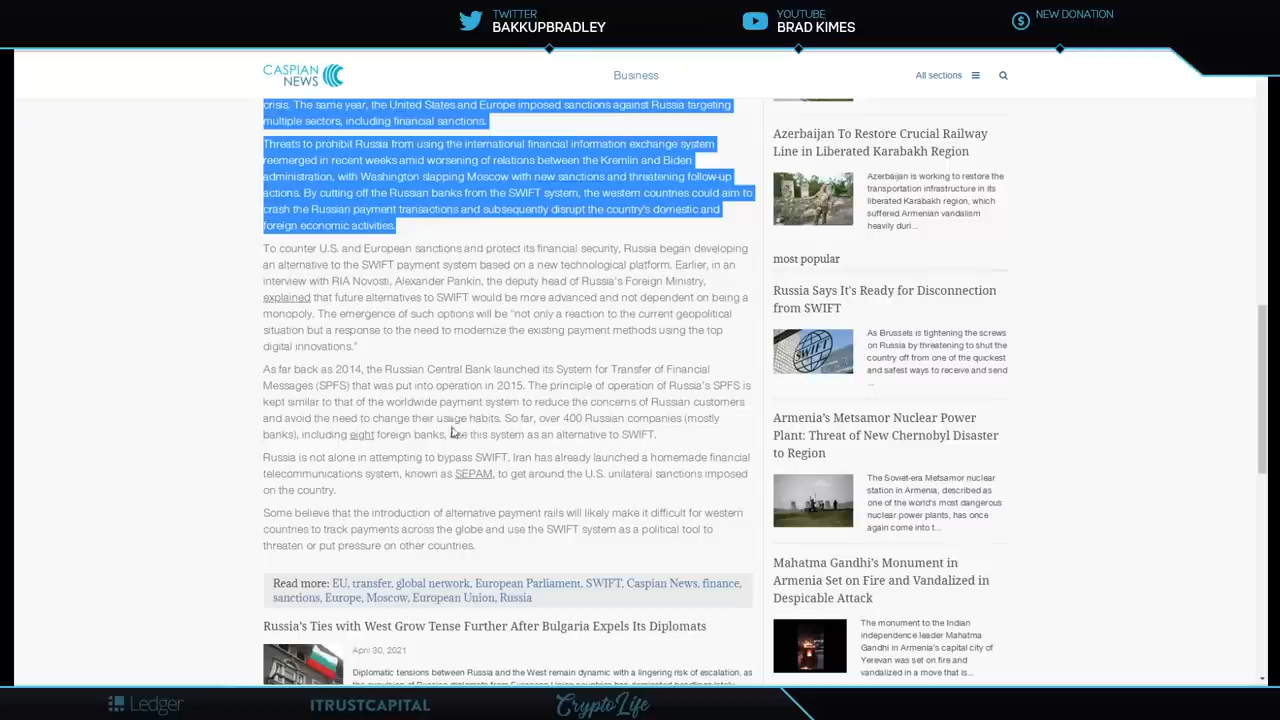 TWITTER
BAKKUPBRADLEY
YOUTUBE
BRAD KIMES
NEW DONATION
CASPIAN
NEWS
Business
All sections
crisis. The same year, the United States and Europe imposed sanctions against Russia targeting
multiple sectors, including financial sanctions.
Threats to prohibit Russia from using the international financial information exchange system
reemerged in recent weeks amid worsening of relations between the Kremlin and Biden
administration, with Washington slapping Moscow with new sanctions and threatening follow-up
actions. By cutting off the Russian banks from the SWIFT system, the western countries could aim to
crash the Russian payment transactions and subsequently disrupt the country's domestic and
foreign economic activities.
To counter U.S. and European sanctions and protect its financial security, Russia began developing
an alternative to the SWIFT payment system based on a new technological platform. Earlier, in an
interview with RIA Novosti, Alexander Pankin, the deputy head of Russia's Foreign Ministry,
explained that future alternatives to SWIFT would be more advanced and not dependent on being a
monopoly. The emergence of such options will be "not only a reaction to the current geopolitical
situation but a response to the need to modernize the existing payment methods using the top
digital innovations."
As far back as 2014, the Russian Central Bank launched its System for Transfer of Financial
Messages (SPFS) that was put into operation in 2015. The principle of operation of Russia's SPFS is
kept similar to that of the worldwide payment system to reduce the concerns of Russian customers
and avoid the need to change their usage habits. So far, over 400 Russian companies (mostly
banks), including eight foreign banks, use this system as an alternative to SWIFT.
Russia is not alone in attempting to bypass SWIFT. Iran has already launched a homemade financial
telecommunications system, known as SEPAM, to get around the U.S. unilateral sanctions imposed
on the country.
Some believe that the introduction of alternative payment rails will likely make it difficult for western
countries to track payments across the globe and use the SWIFT system as a political tool to
threaten or put pressure on other countries.
Read more: EU, transfer, global network, European Parliament, SWIFT, Caspian News, finance,
sanctions, Europe, Moscow, European Union, Russia
Russia's Ties with West Grow Tense Further After Bulgaria Expels Its Diplomats
April 30, 2021
Diplomatic tensions between Russia and the West remain dynamic with a lingering risk of escalation, as
Azerbaijan To Restore Crucial Railway
Line in Liberated Karabakh Region
Azerbaijan is working to restore the
transportation infrastructure in its
liberated Karabakh region, which
suffered Armenian vandalism
heavily duri...
most popular
Russia Says It's Ready for Disconnection
from SWIFT
SWIFT
As Brussels is tightening the screws
on Russia by threatening to shut the
country off from one of the quickest
and safest ways to receive and send
...
Armenia's Metsamor Nuclear Power
Plant: Threat of New Chernobyl Disaster
to Region
The Soviet-era Metsamor nuclear
station in Armenia, described as
one of the world's most dangerous
nuclear power plants, has once
again come into t...
Mahatma Gandhi's Monument in
Armenia Set on Fire and Vandalized in
Despicable Attack
The monument to the Indian
independence leader Mahatma
Gandhi in Armenia's capital city of
Yerevan was set on fire and
vandalized in a move that is...
Ledger
ITRUSTCAPITAL
CryptoLife